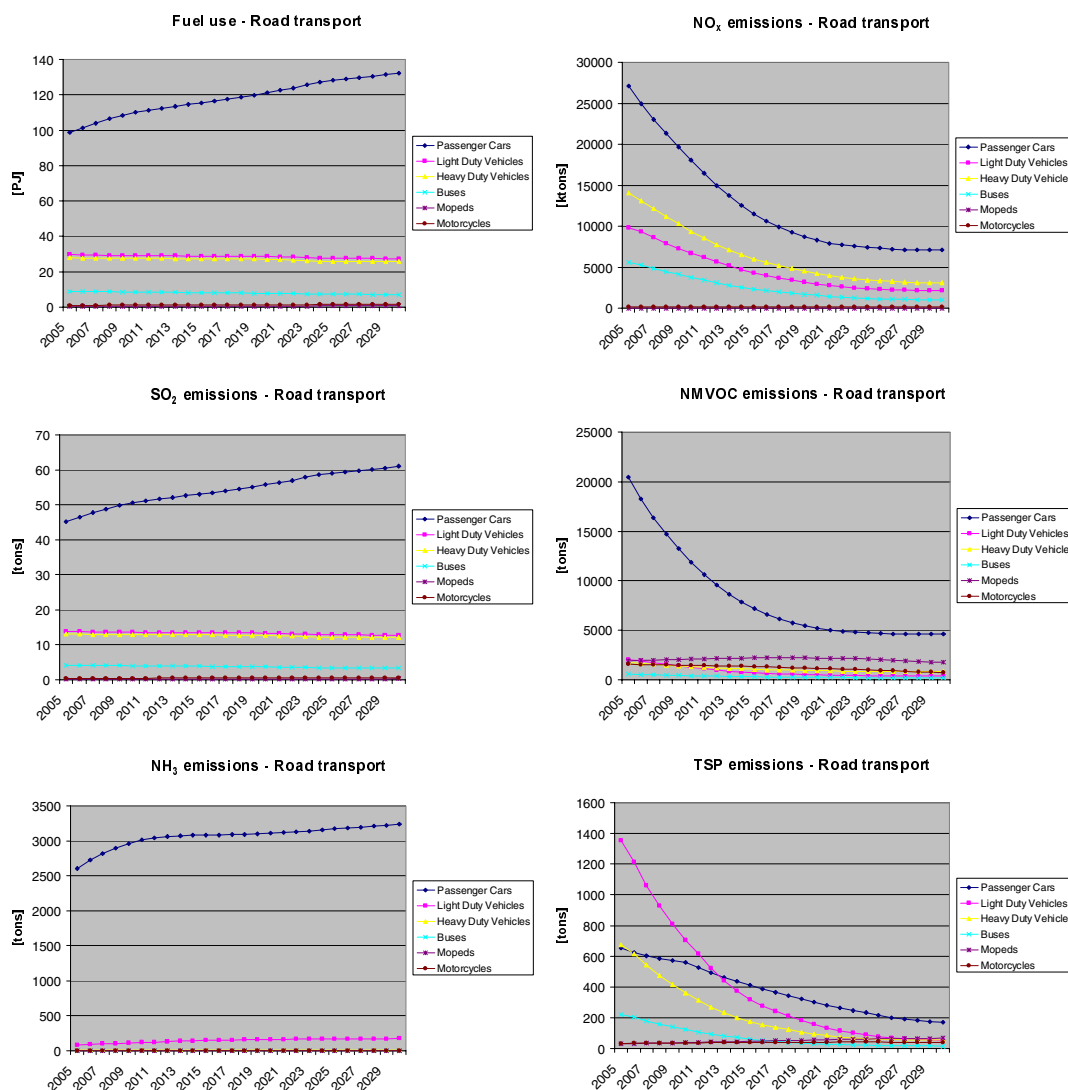 Fuel use - Road transport
140
120
100
80
60
40
20
0
[PJ]
2005
2007
2009
2011
2013
2015
2017
2019
2021
2023
2025
2027
2029
Passenger Cars
Light Duty Vehicles
Heavy Duty Vehicles
Buses
Mopeds
Motorcycles
NOₓ emissions - Road transport
30000
25000
20000
15000
10000
5000
0
[ktons]
2005
2007
2009
2011
2013
2015
2017
2019
2021
2023
2025
2027
2029
Passenger Cars
Light Duty Vehicles
Heavy Duty Vehicles
Buses
Mopeds
Motorcycles
SO₂ emissions - Road transport
70
60
50
40
30
20
10
0
[tons]
2005
2007
2009
2011
2013
2015
2017
2019
2021
2023
2025
2027
2029
Passenger Cars
Light Duty Vehicles
Heavy Duty Vehicles
Buses
Mopeds
Motorcycles
NMVOC emissions - Road transport
25000
20000
15000
10000
5000
0
[tons]
2005
2007
2009
2011
2013
2015
2017
2019
2021
2023
2025
2027
2029
Passenger Cars
Light Duty Vehicles
Heavy Duty Vehicles
Buses
Mopeds
Motorcycles
NH₃ emissions - Road transport
3500
3000
2500
2000
1500
1000
500
0
[tons]
2005
2007
2009
2011
2013
2015
2017
2019
2021
2023
2025
2027
2029
Passenger Cars
Light Duty Vehicles
Heavy Duty Vehicles
Buses
Mopeds
Motorcycles
TSP emissions - Road transport
1600
1400
1200
1000
800
600
400
200
0
[tons]
2005
2007
2009
2011
2013
2015
2017
2019
2021
2023
2025
2027
2029
Passenger Cars
Light Duty Vehicles
Heavy Duty Vehicles
Buses
Mopeds
Motorcycles